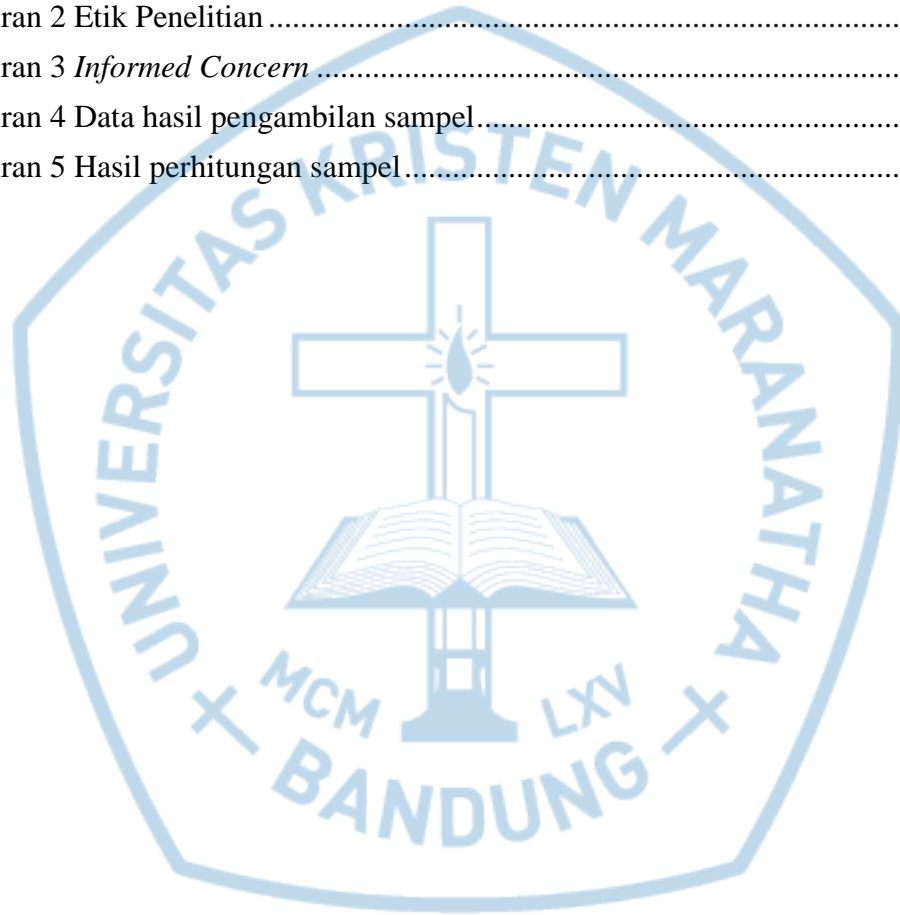 ran 2 Etik Penelitian ................................................................................
ran 3 Informed Concern ..........................................................................
ran 4 Data hasil pengambilan sampel.....................................................
ran 5 Hasil perhitungan sampel..............................................................
UNIVERSITAS KRISTEN MARANATHA
MCM LXV
BANDUNG